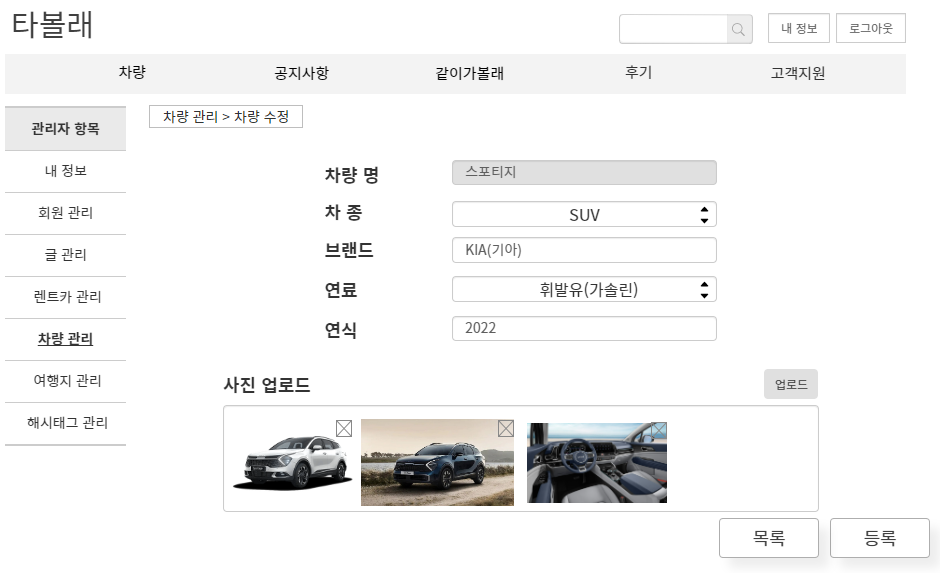 타볼래
내 정보
로그아웃
차량
공지사항
같이가볼래
후기
고객지원
관리자 항목
내 정보
회원 관리
글 관리
렌트카 관리
차량 관리
여행지 관리
해시태그 관리
차량 관리 > 차량 수정
차량 명
스포티지
차 종
SUV
브랜드
KIA(기아)
연료
휘발유(가솔린)
연식
2022
사진 업로드
업로드
목록
등록